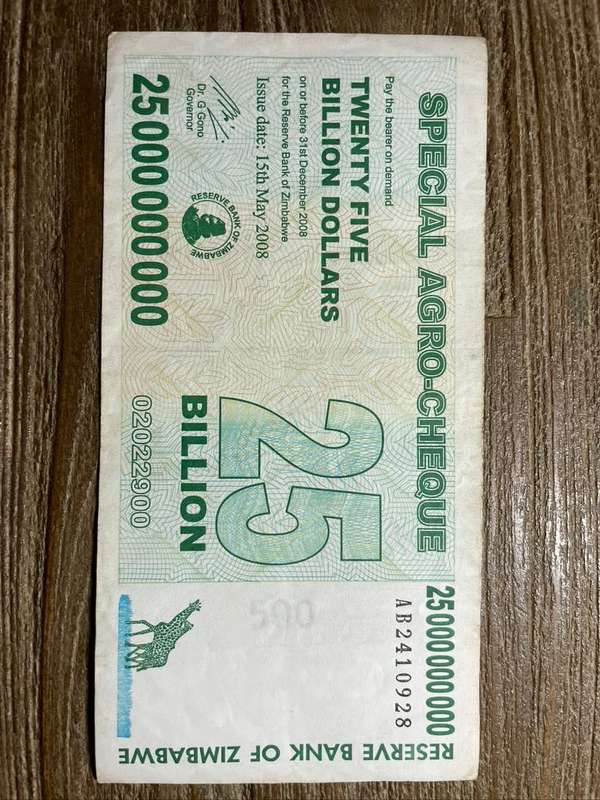 SPECIAL AGRO-CHEQUE
25000000000
Pay the bearer on demand
AB2410928
TWENTY FIVE
BILLION DOLLARS
on or before 31st December 2008
for the Reserve Bank of Zimbabwe
Issue date: 15th May 2008
25
BILLION
02022900
500
Dr. G Gono
Governor
RESERVE BANK OF ZIMBABWE
25000000000
RESERVE BANK OF ZIMBABWE